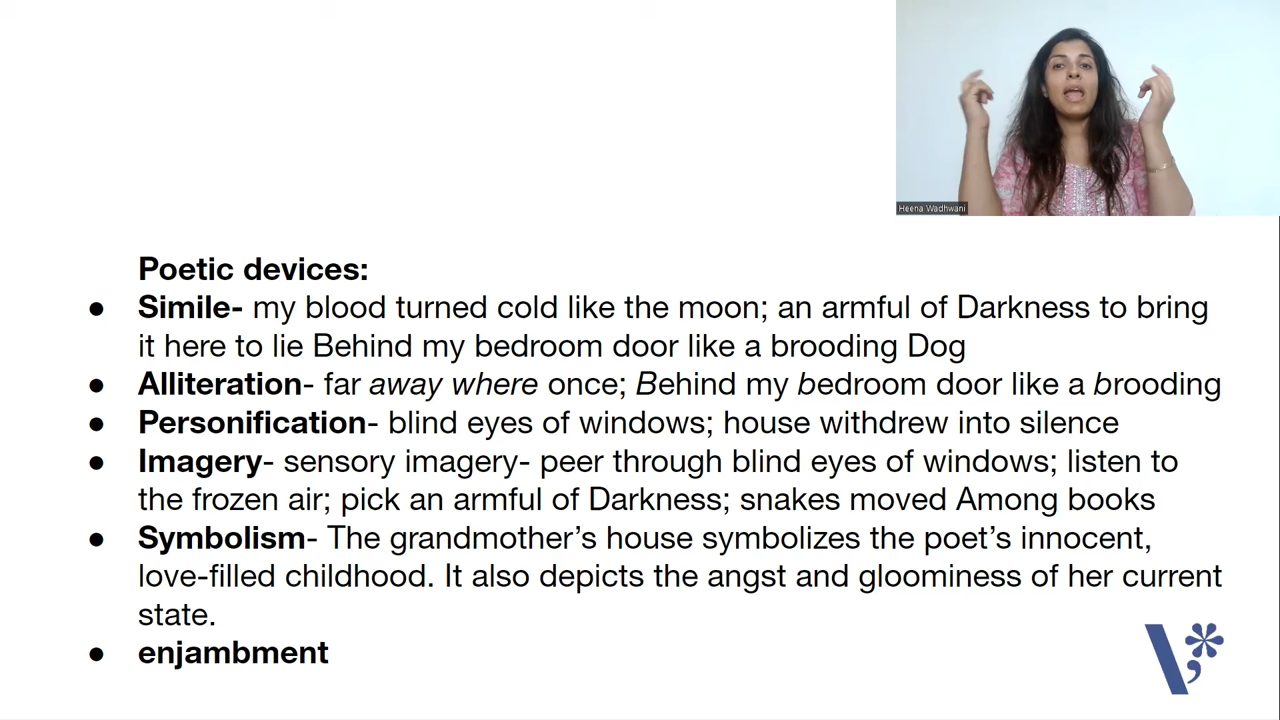 Heena Wadhwani
Poetic devices:
● Simile- my blood turned cold like the moon; an armful of Darkness to bring
it here to lie Behind my bedroom door like a brooding Dog
● Alliteration- far away where once; Behind my bedroom door like a brooding
● Personification- blind eyes of windows; house withdrew into silence
● Imagery- sensory imagery- peer through blind eyes of windows; listen to
the frozen air; pick an armful of Darkness; snakes moved Among books
● Symbolism- The grandmother’s house symbolizes the poet’s innocent,
love-filled childhood. It also depicts the angst and gloominess of her current
state.
● enjambment